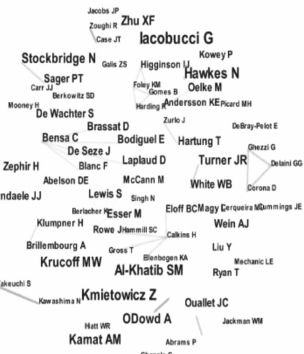 Jacobs JP
Zoughi R Zhu XF
Case JT Iacobucci G
Kowey P
Stockbridge N Galis ZS Higginson IJ
Hawkes N
Sager PT Foley KM Oelke M
Carr JJ Gomes B
Berkowitz SD Andersson KE Picard MH
Mooney H Harding R
De Wachter S Zurlo J
Brassat D DeBray-Pelot E
Bensa C Bodiguel E Hartung T
De Seze J Ghezzi G
Laplaud D Turner JR
Zephir H Blanc F Delaini GG
Abelson DE McCann M White WB Corona D
ndaele JJ Lewis S Singh N
Berlacher K Esser M Eloff BC Magy L Cerqueira MD Cummings JE
Klumpner H Rowe J Hammill SC Wein AJ
Calkins H
Brillembourg A Gross T Liu Y
Krucoff MW Ellenbogen KA Mechanic LE
Al-Khatib SM Ryan T
akeuchi S
Kawashima N Kmietowicz Z Ouallet JC
ODowd A Jackman WM
Hiatt WR
Kamat AM Abrams P